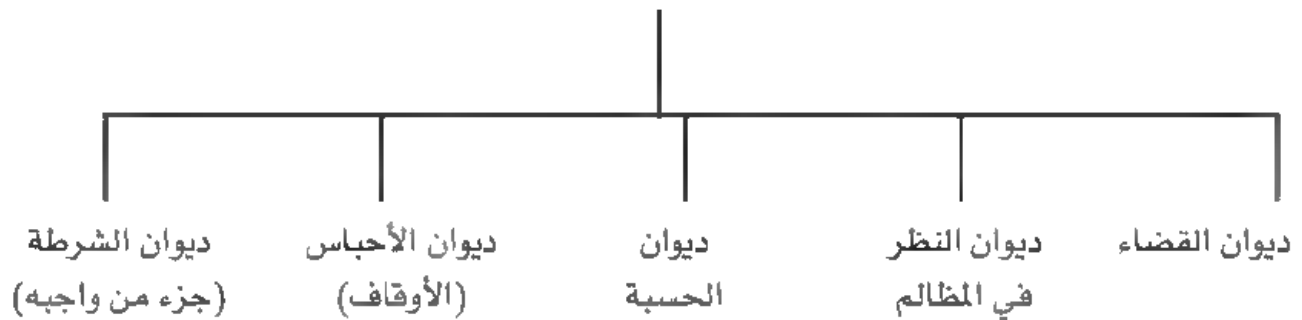 ديوان القضاء
ديوان النظر
في المظالم
ديوان
الحسبة
ديوان الأحباس
(الأوقاف)
ديوان الشرطة
(جزء من واجبه)